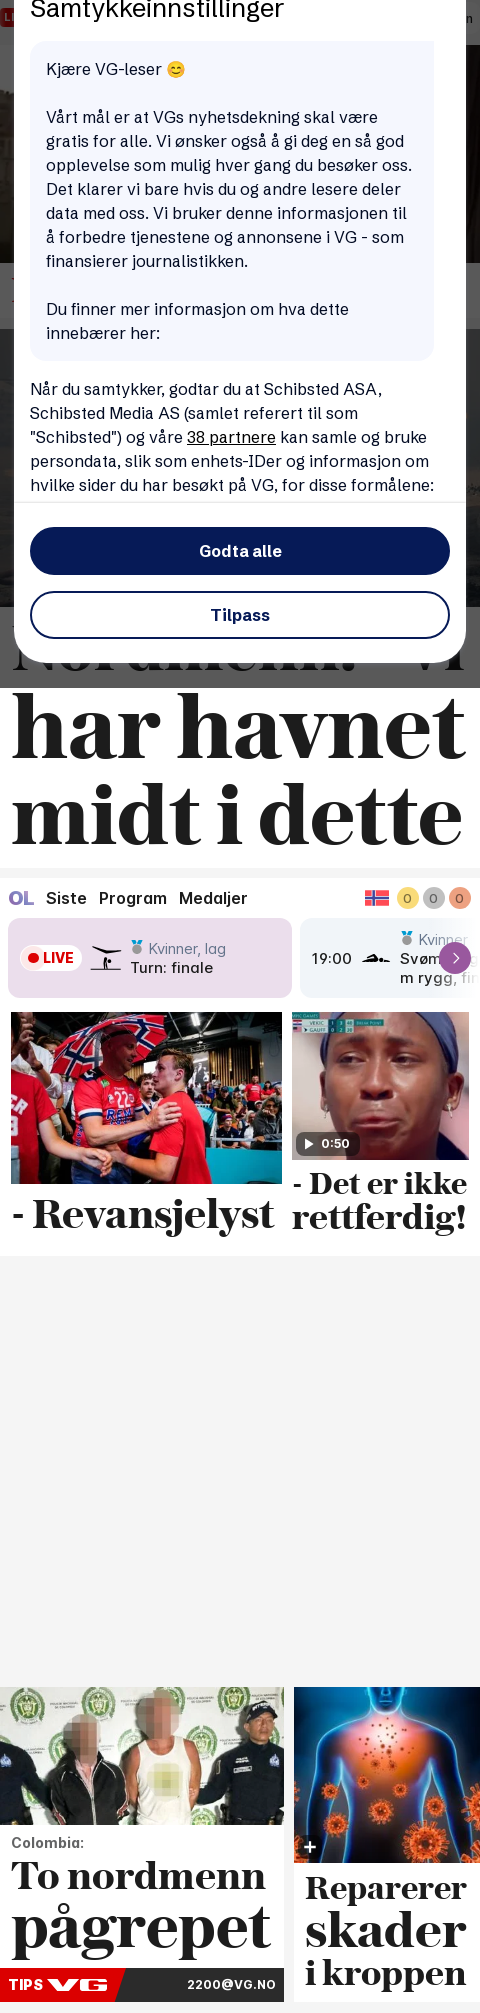 Samtykkeinnstillinger
Kjære VG-leser 😊
Vårt mål er at VGs nyhetsdekning skal være
gratis for alle. Vi ønsker også å gi deg en så god
opplevelse som mulig hver gang du besøker oss.
Det klarer vi bare hvis du og andre lesere deler
data med oss. Vi bruker denne informasjonen til
å forbedre tjenestene og annonsene i VG - som
finansierer journalistikken.
Du finner mer informasjon om hva dette
innebærer her:
Når du samtykker, godtar du at Schibsted ASA,
Schibsted Media AS (samlet referert til som
"Schibsted") og våre 38 partnere kan samle og bruke
persondata, slik som enhets-IDer og informasjon om
hvilke sider du har besøkt på VG, for disse formålene:
Godta alle
Tilpass
har havnet
midt i dette
OL Siste Program Medaljer 0 0 0
LIVE
Kvinner, lag
Turn: finale
19:00
Kvinner
m rygg,
0:50
- Revansjelyst
- Det er ikke
rettferdig!
Colombia:
To nordmenn
pågrepet
TIPS VG 2200@VG.NO
Reparerer
skader
i kroppen